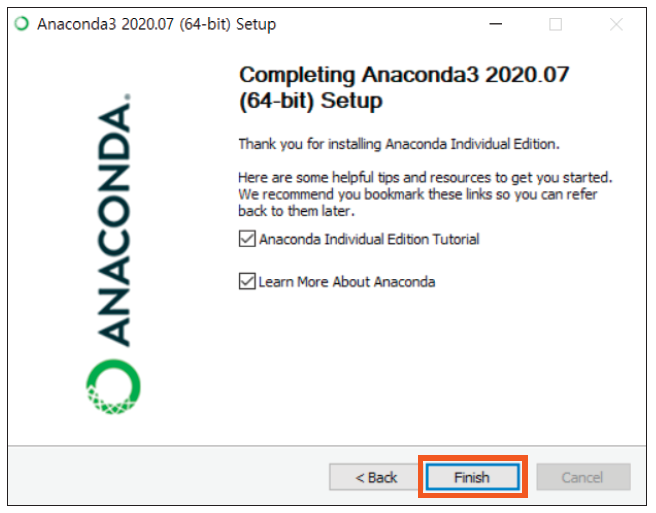 Anaconda3 2020.07 (64-bit) Setup
Completing Anaconda3 2020.07
(64-bit) Setup
Thank you for installing Anaconda Individual Edition.
Here are some helpful tips and resources to get you started.
We recommend you bookmark these links so you can refer
back to them later.
Anaconda Individual Edition Tutorial
Learn More About Anaconda
ANACONDA.
< Back
Finish
Cancel